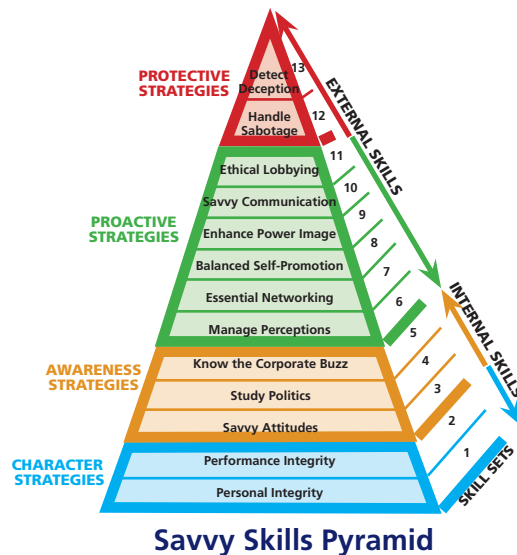 PROTECTIVE
STRATEGIES
Detect
Deception
Handle
Sabotage
PROACTIVE
STRATEGIES
Ethical Lobbying
Savvy Communication
Enhance Power Image
Balanced Self-Promotion
Essential Networking
Manage Perceptions
AWARENESS
STRATEGIES
Know the Corporate Buzz
Study Politics
Savvy Attitudes
CHARACTER
STRATEGIES
Performance Integrity
Personal Integrity
13
12
11
10
9
8
7
6
5
4
3
2
1
EXTERNAL SKILLS
INTERNAL SKILLS
SKILL SETS
Savvy Skills Pyramid